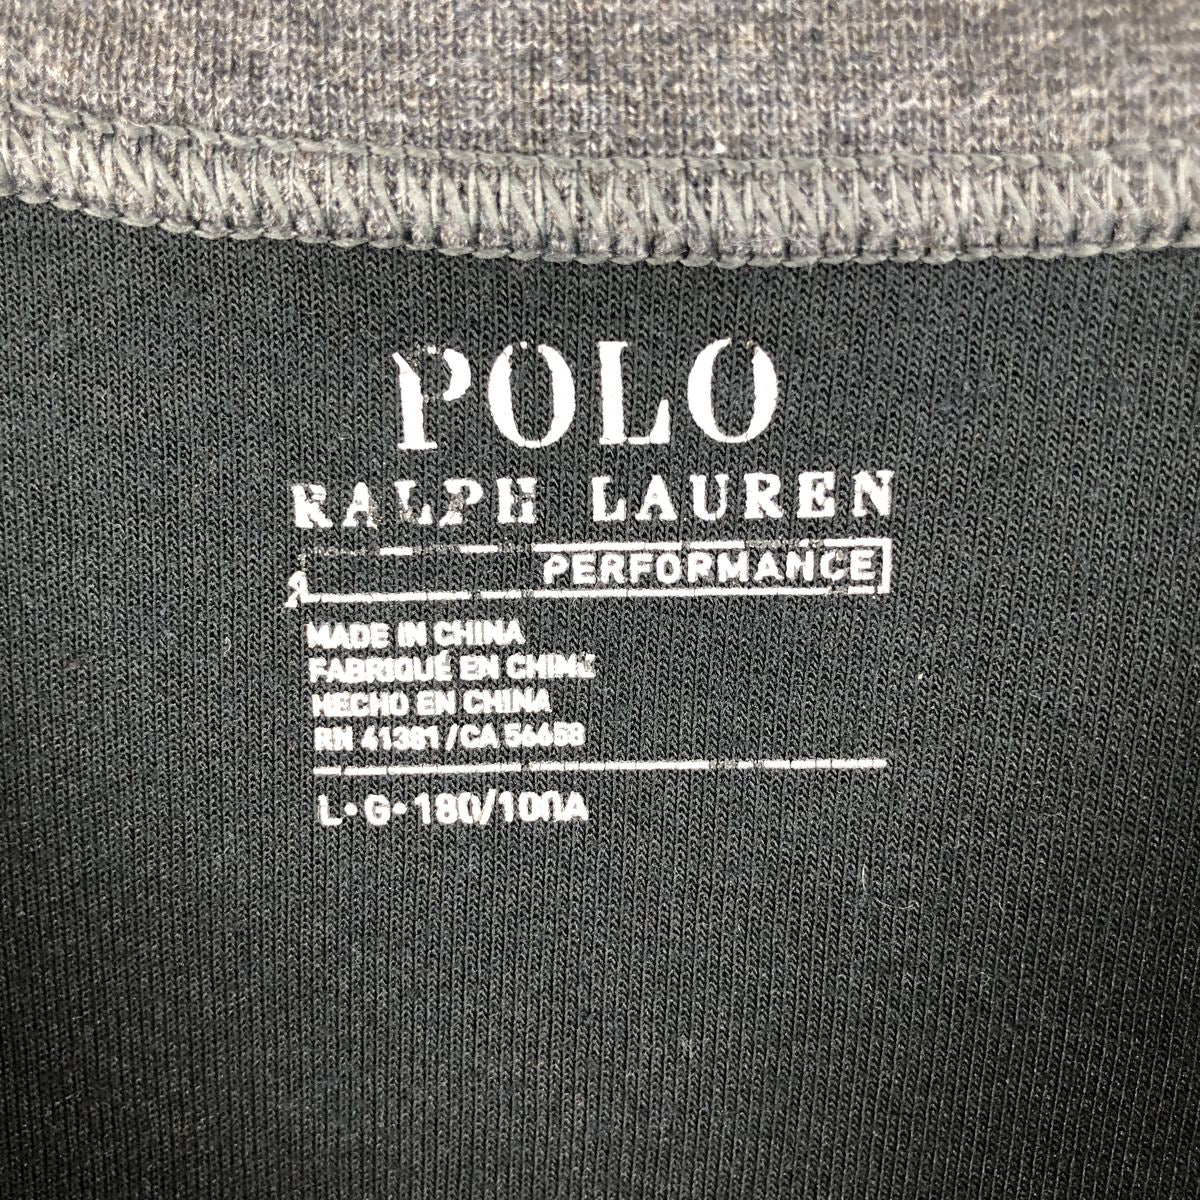 POLO
RALPH LAUREN
PERFORMANCE
MADE IN CHINA
FABRIQUÉ EN CHINE
HECHO EN CHINA
RN 41381/CA 56658
L•G•180/100A